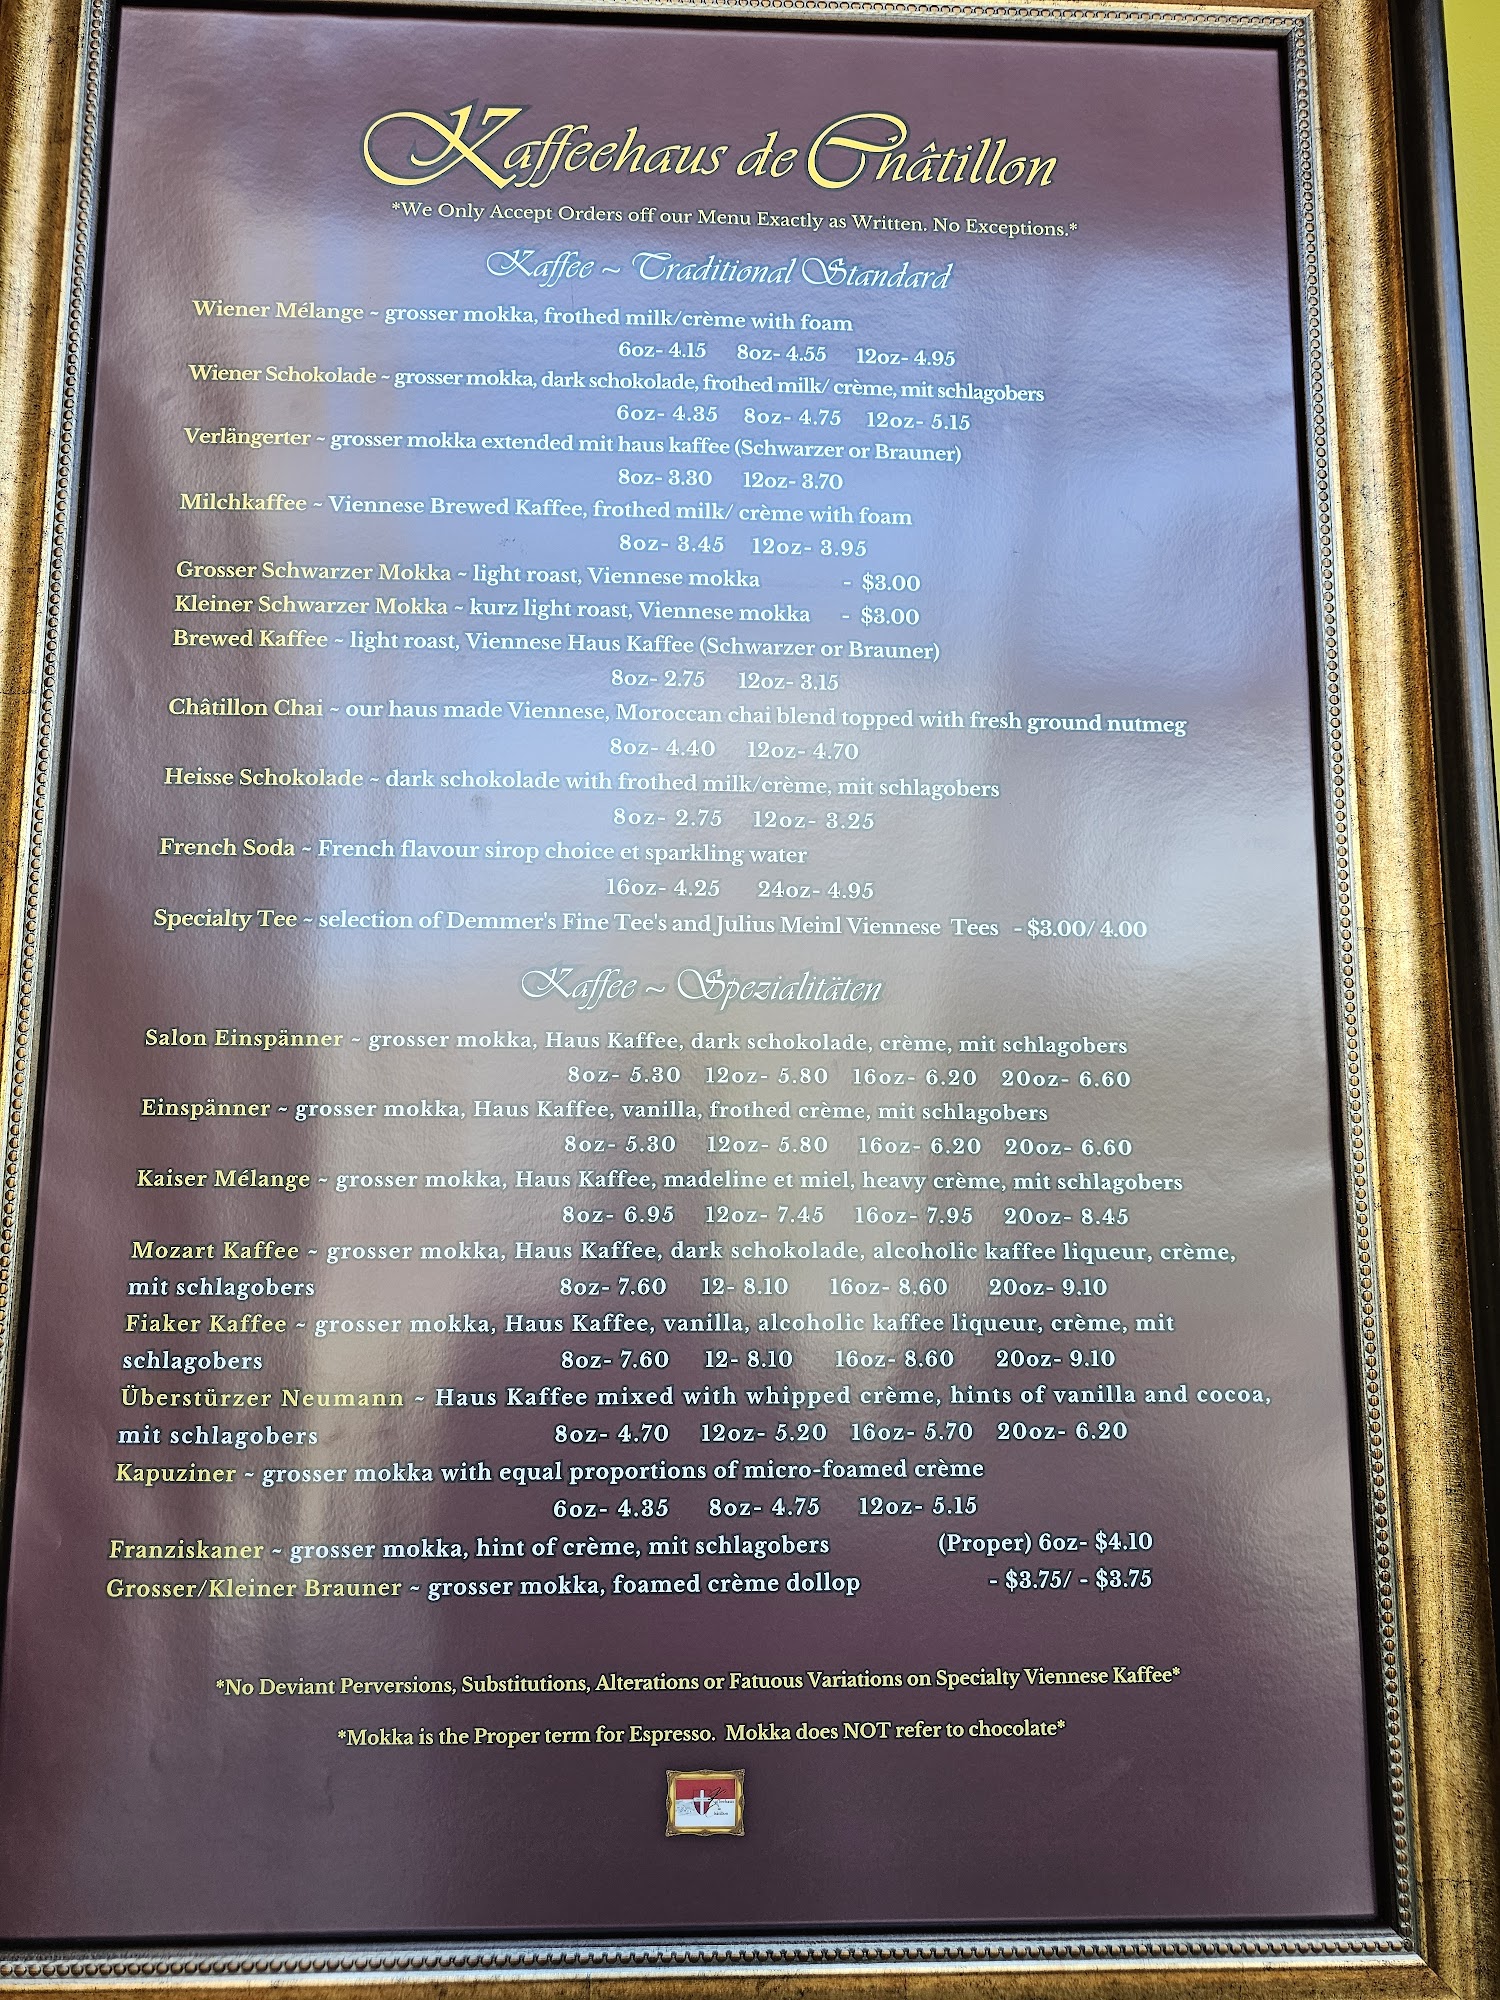 Kaffeehaus de Châtillon
*We Only Accept Orders off our Menu Exactly as Written. No Exceptions.*
Kaffee ~ Traditional Standard
Wiener Mélange ~ grosser mokka, frothed milk/crème with foam
6oz- 4.15 8oz- 4.55 12oz- 4.95
Wiener Schokolade ~ grosser mokka, dark schokolade, frothed milk/ crème, mit schlagobers
6oz- 4.35 8oz- 4.75 12oz- 5.15
Verlängerter ~ grosser mokka extended mit haus kaffee (Schwarzer or Brauner)
8oz- 3.30 12oz- 3.70
Milchkaffee ~ Viennese Brewed Kaffee, frothed milk/ crème with foam
8oz- 3.45 12oz- 3.95
Grosser Schwarzer Mokka ~ light roast, Viennese mokka - $3.00
Kleiner Schwarzer Mokka ~ kurz light roast, Viennese mokka - $3.00
Brewed Kaffee ~ light roast, Viennese Haus Kaffee (Schwarzer or Brauner)
8oz- 2.75 12oz- 3.15
Châtillon Chai ~ our haus made Viennese, Moroccan chai blend topped with fresh ground nutmeg
8oz- 4.40 12oz- 4.70
Heisse Schokolade ~ dark schokolade with frothed milk/crème, mit schlagobers
8oz- 2.75 12oz- 3.25
French Soda ~ French flavour sirop choice et sparkling water
16oz- 4.25 24oz- 4.95
Specialty Tee ~ selection of Demmer's Fine Tee's and Julius Meinl Viennese Tees - $3.00/ 4.00
Kaffee ~ Spezialitäten
Salon Einspänner ~ grosser mokka, Haus Kaffee, dark schokolade, crème, mit schlagobers
8oz- 5.30 12oz- 5.80 16oz- 6.20 20oz- 6.60
Einspänner ~ grosser mokka, Haus Kaffee, vanilla, frothed crème, mit schlagobers
8oz- 5.30 12oz- 5.80 16oz- 6.20 20oz- 6.60
Kaiser Mélange ~ grosser mokka, Haus Kaffee, madeline et miel, heavy crème, mit schlagobers
8oz- 6.95 12oz- 7.45 16oz- 7.95 20oz- 8.45
Mozart Kaffee ~ grosser mokka, Haus Kaffee, dark schokolade, alcoholic kaffee liqueur, crème,
mit schlagobers 8oz- 7.60 12- 8.10 16oz- 8.60 20oz- 9.10
Fiaker Kaffee ~ grosser mokka, Haus Kaffee, vanilla, alcoholic kaffee liqueur, crème, mit
schlagobers 8oz- 7.60 12- 8.10 16oz- 8.60 20oz- 9.10
Überstürzer Neumann ~ Haus Kaffee mixed with whipped crème, hints of vanilla and cocoa,
mit schlagobers 8oz- 4.70 12oz- 5.20 16oz- 5.70 20oz- 6.20
Kapuziner ~ grosser mokka with equal proportions of micro-foamed crème
6oz- 4.35 8oz- 4.75 12oz- 5.15
Franziskaner ~ grosser mokka, hint of crème, mit schlagobers (Proper) 6oz- $4.10
Grosser/Kleiner Brauner ~ grosser mokka, foamed crème dollop - $3.75/ - $3.75
*No Deviant Perversions, Substitutions, Alterations or Fatuous Variations on Specialty Viennese Kaffee*
*Mokka is the Proper term for Espresso. Mokka does NOT refer to chocolate*